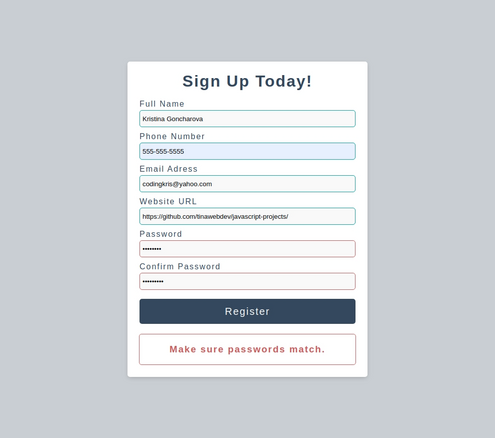 Sign Up Today!
Full Name
Kristina Goncharova
Phone Number
555-555-5555
Email Adress
codingkris@yahoo.com
Website URL
https://github.com/tinawebdev/javascript-projects/
Password
••••••••
Confirm Password
•••••••••
Register
Make sure passwords match.